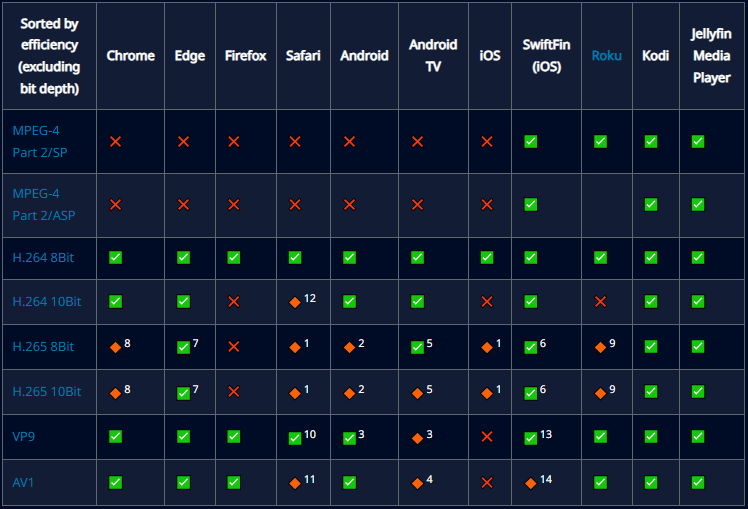 Sorted by
efficiency
(excluding
bit depth)
Chrome
Edge
Firefox
Safari
Android
Android
TV
iOS
SwiftFin
(iOS)
Roku
Kodi
Jellyfin
Media
Player
MPEG-4
Part 2/SP
MPEG-4
Part 2/ASP
H.264 8Bit
H.264 10Bit
12
H.265 8Bit
8
7
1
2
5
1
6
9
H.265 10Bit
8
7
1
2
5
1
6
9
VP9
10
3
3
13
AV1
11
4
14